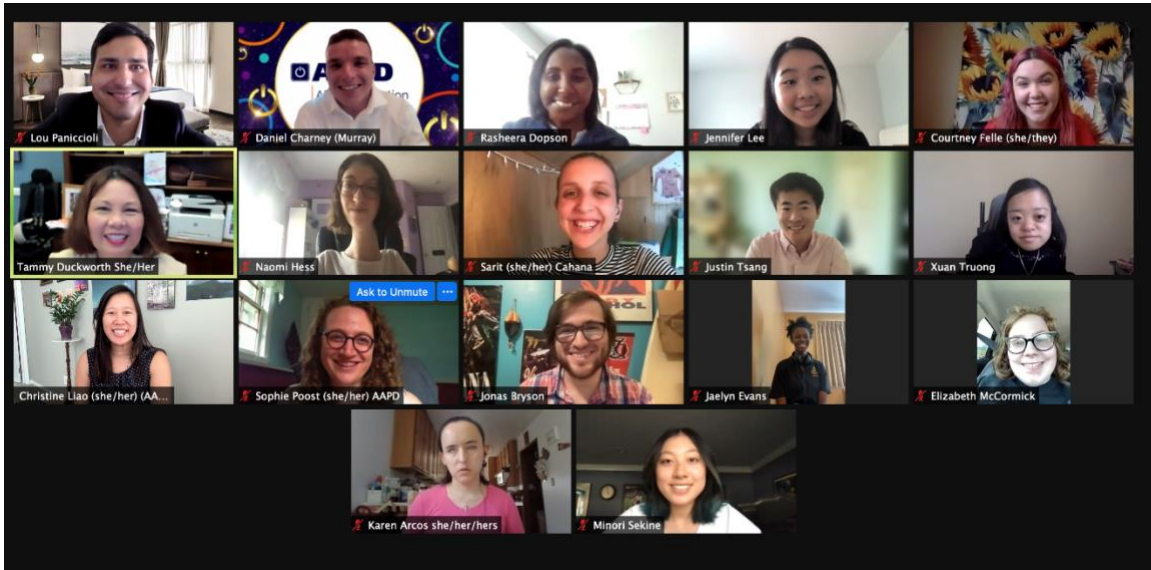 Lou Paniccioli
Daniel Charney (Murray)
Rasheera Dopson
Jennifer Lee
Courtney Felle (she/they)
Tammy Duckworth She/Her
Naomi Hess
Sarit (she/her) Cahana
Justin Tsang
Xuan Truong
Ask to Unmute
Christine Liao (she/her) (AA...
Sophie Poost (she/her) AAPD
Jonas Bryson
Jaelyn Evans
Elizabeth McCormick
Karen Arcos she/her/hers
Minori Sekine